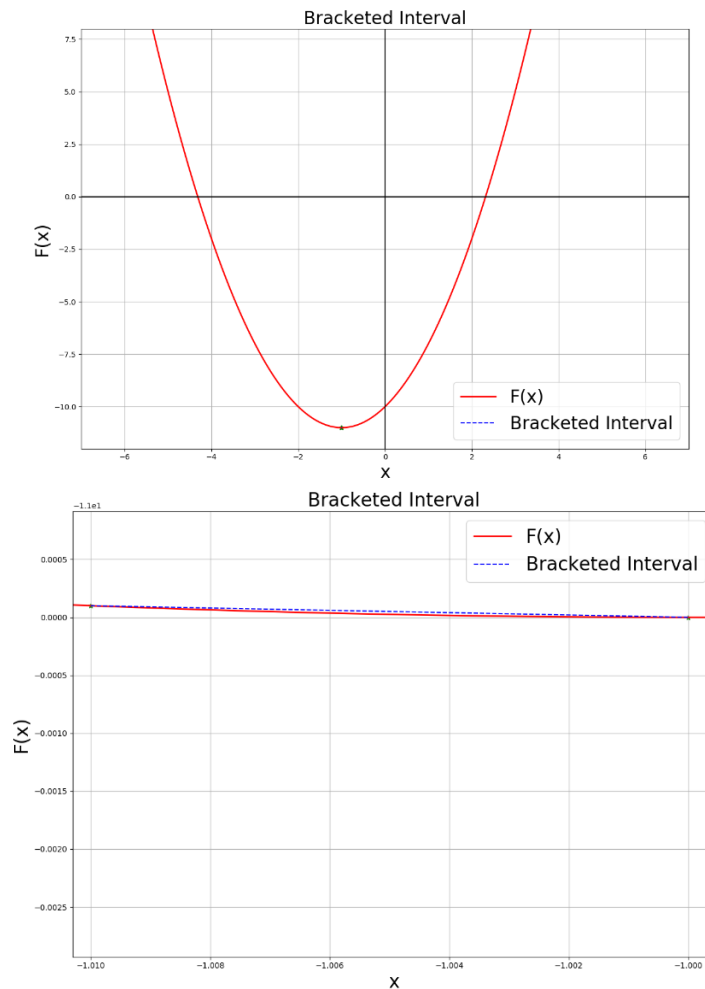 Bracketed Interval
7.5
5.0
2.5
0.0
−2.5
−5.0
−7.5
−10.0
F(x)
F(x)
Bracketed Interval
−6 −4 −2 0 2 4 6
x
Bracketed Interval
−1.1e1
0.0005
0.0000
−0.0005
−0.0010
−0.0015
−0.0020
−0.0025
F(x)
F(x)
Bracketed Interval
−1.010 −1.008 −1.006 −1.004 −1.002 −1.000
x